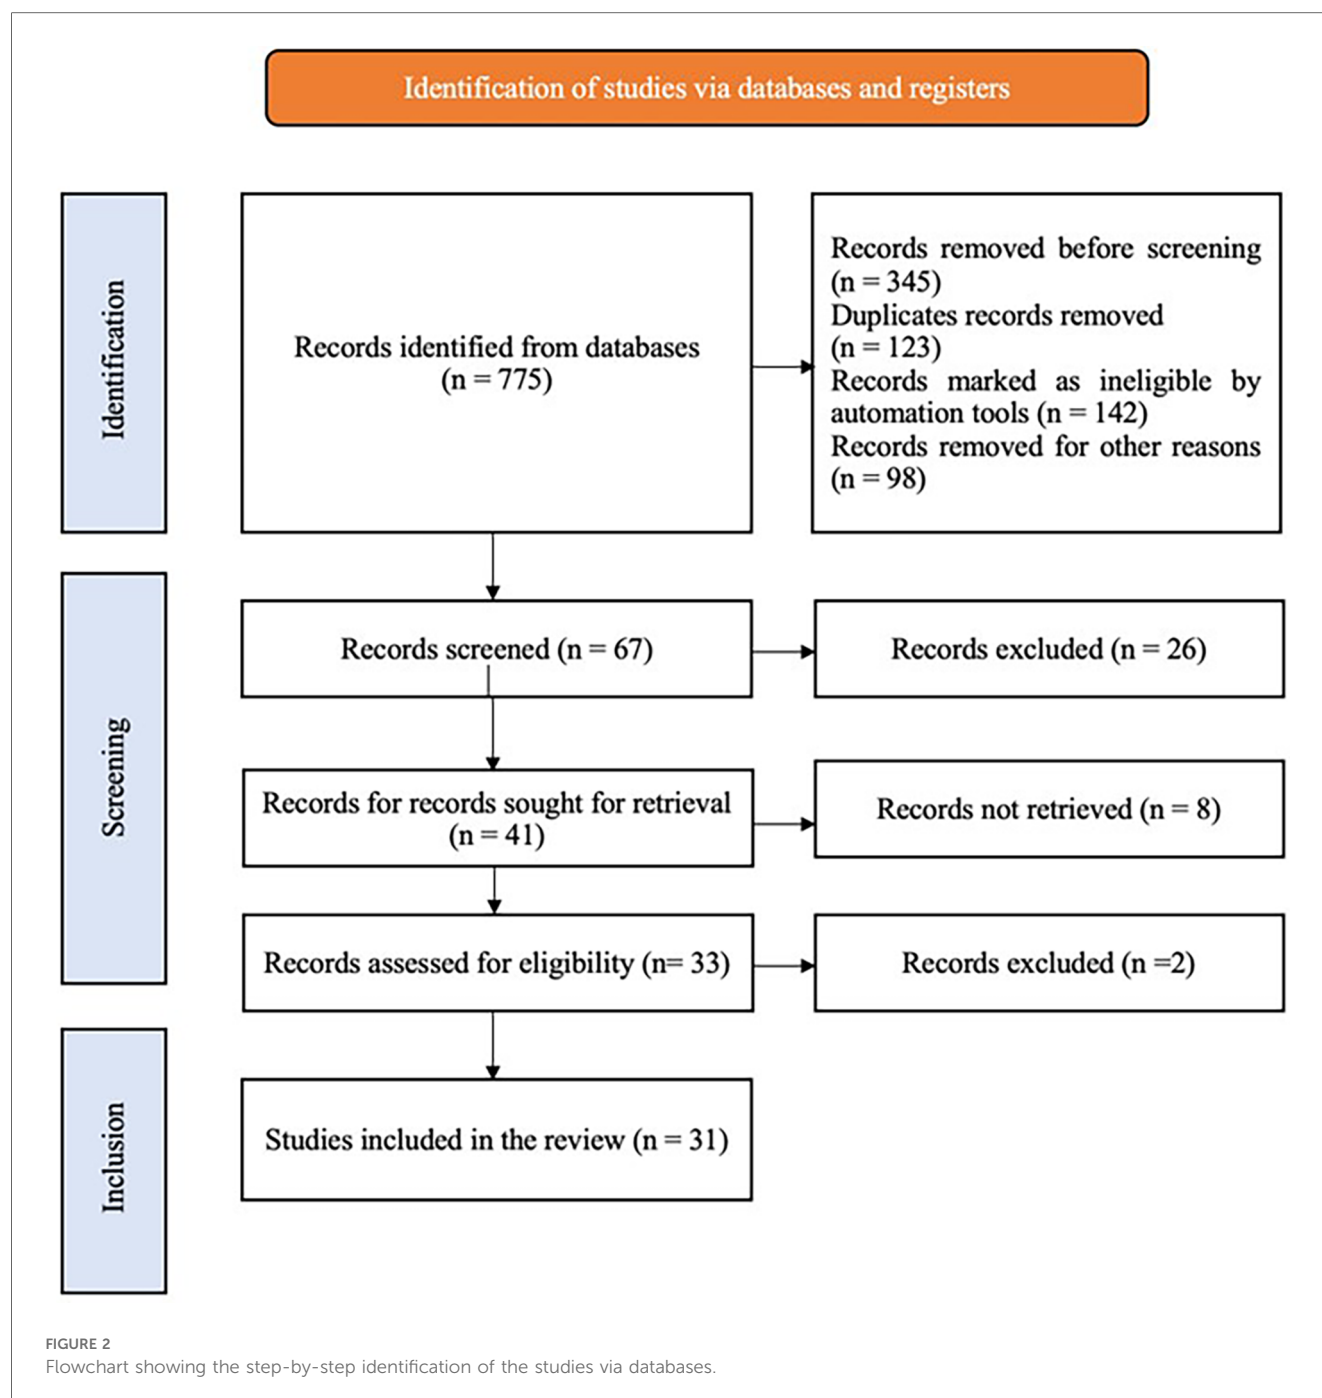 Identification of studies via databases and registers
Identification
Records identified from databases
(n = 775)
Records removed before screening
(n = 345)
Duplicates records removed
(n = 123)
Records marked as ineligible by
automation tools (n = 142)
Records removed for other reasons
(n = 98)
Screening
Records screened (n = 67)
Records excluded (n = 26)
Records for records sought for retrieval
(n = 41)
Records not retrieved (n = 8)
Records assessed for eligibility (n= 33)
Records excluded (n =2)
Inclusion
Studies included in the review (n = 31)
FIGURE 2
Flowchart showing the step-by-step identification of the studies via databases.